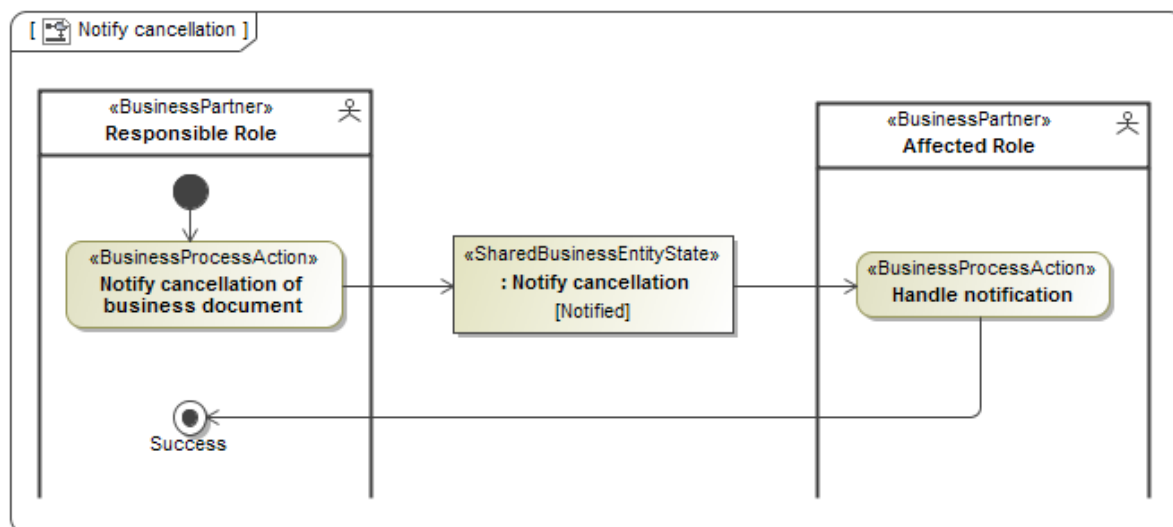 [ Notify cancellation ]
«BusinessPartner»
Responsible Role
«BusinessPartner»
Affected Role
«BusinessProcessAction»
Notify cancellation of
business document
«SharedBusinessEntityState»
: Notify cancellation
[Notified]
«BusinessProcessAction»
Handle notification
Success